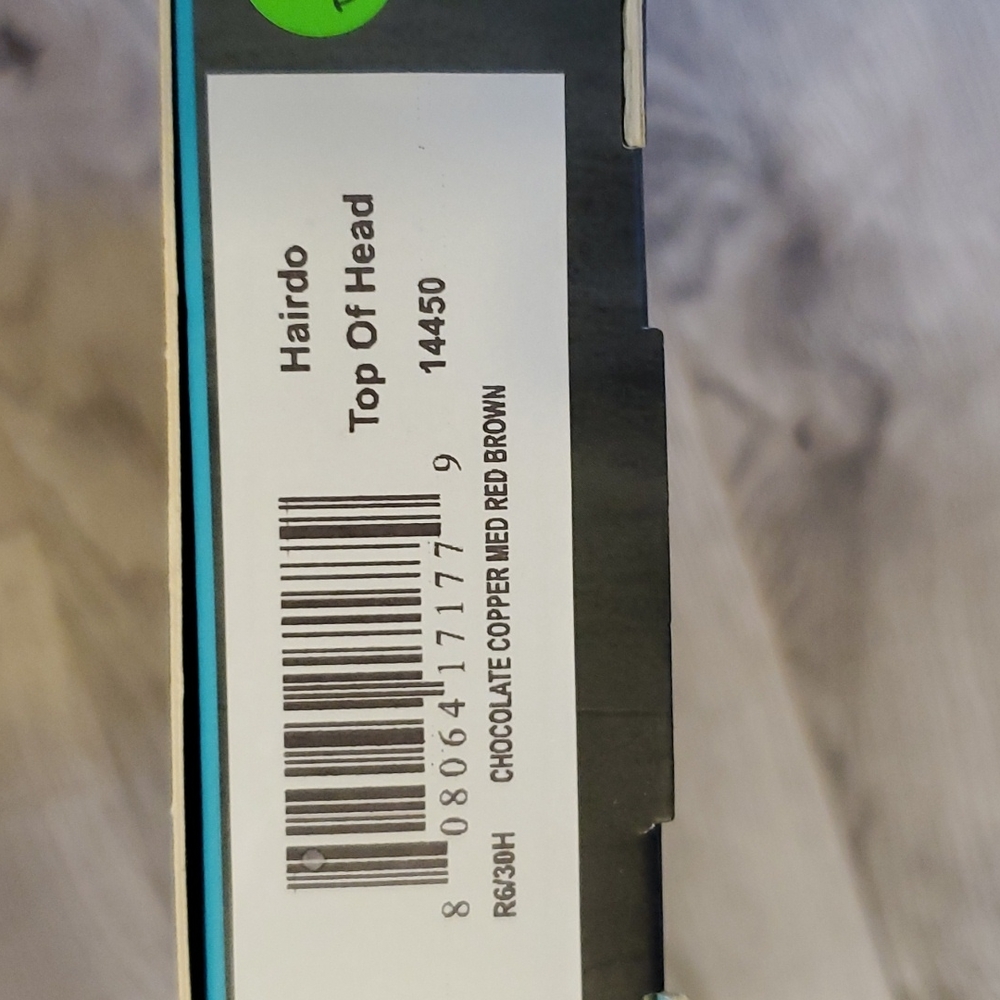 Hairdo
Top Of Head
14450
8 08064 17177 9
R6/30H CHOCOLATE COPPER MED RED BROWN